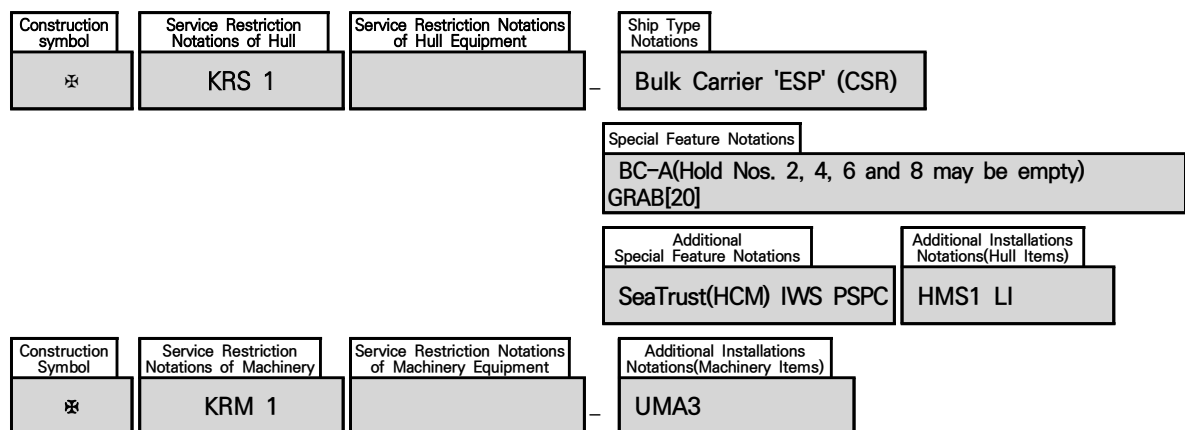 Construction symbol
Service Restriction Notations of Hull
Service Restriction Notations of Hull Equipment
Ship Type Notations
✠ KRS 1 - Bulk Carrier 'ESP' (CSR)
Special Feature Notations
BC-A(Hold Nos. 2, 4, 6 and 8 may be empty)
GRAB[20]
Additional Special Feature Notations
Additional Installations Notations(Hull Items)
SeaTrust(HCM) IWS PSPC HMS1 LI
Construction Symbol
Service Restriction Notations of Machinery
Service Restriction Notations of Machinery Equipment
Additional Installations Notations(Machinery Items)
✠ KRM 1 - UMA3